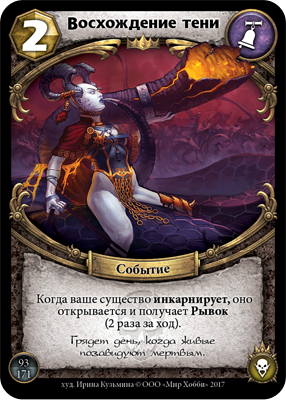 2
Восхождение тени
Событие
Когда ваше существо инкарнирует, оно
открывается и получает Рывок
(2 раза за ход).
Грядет день, когда живые
позавидуют мертвым.
93
171
худ. Ирина Кузьмина © ООО «Мир Хобби» 2017